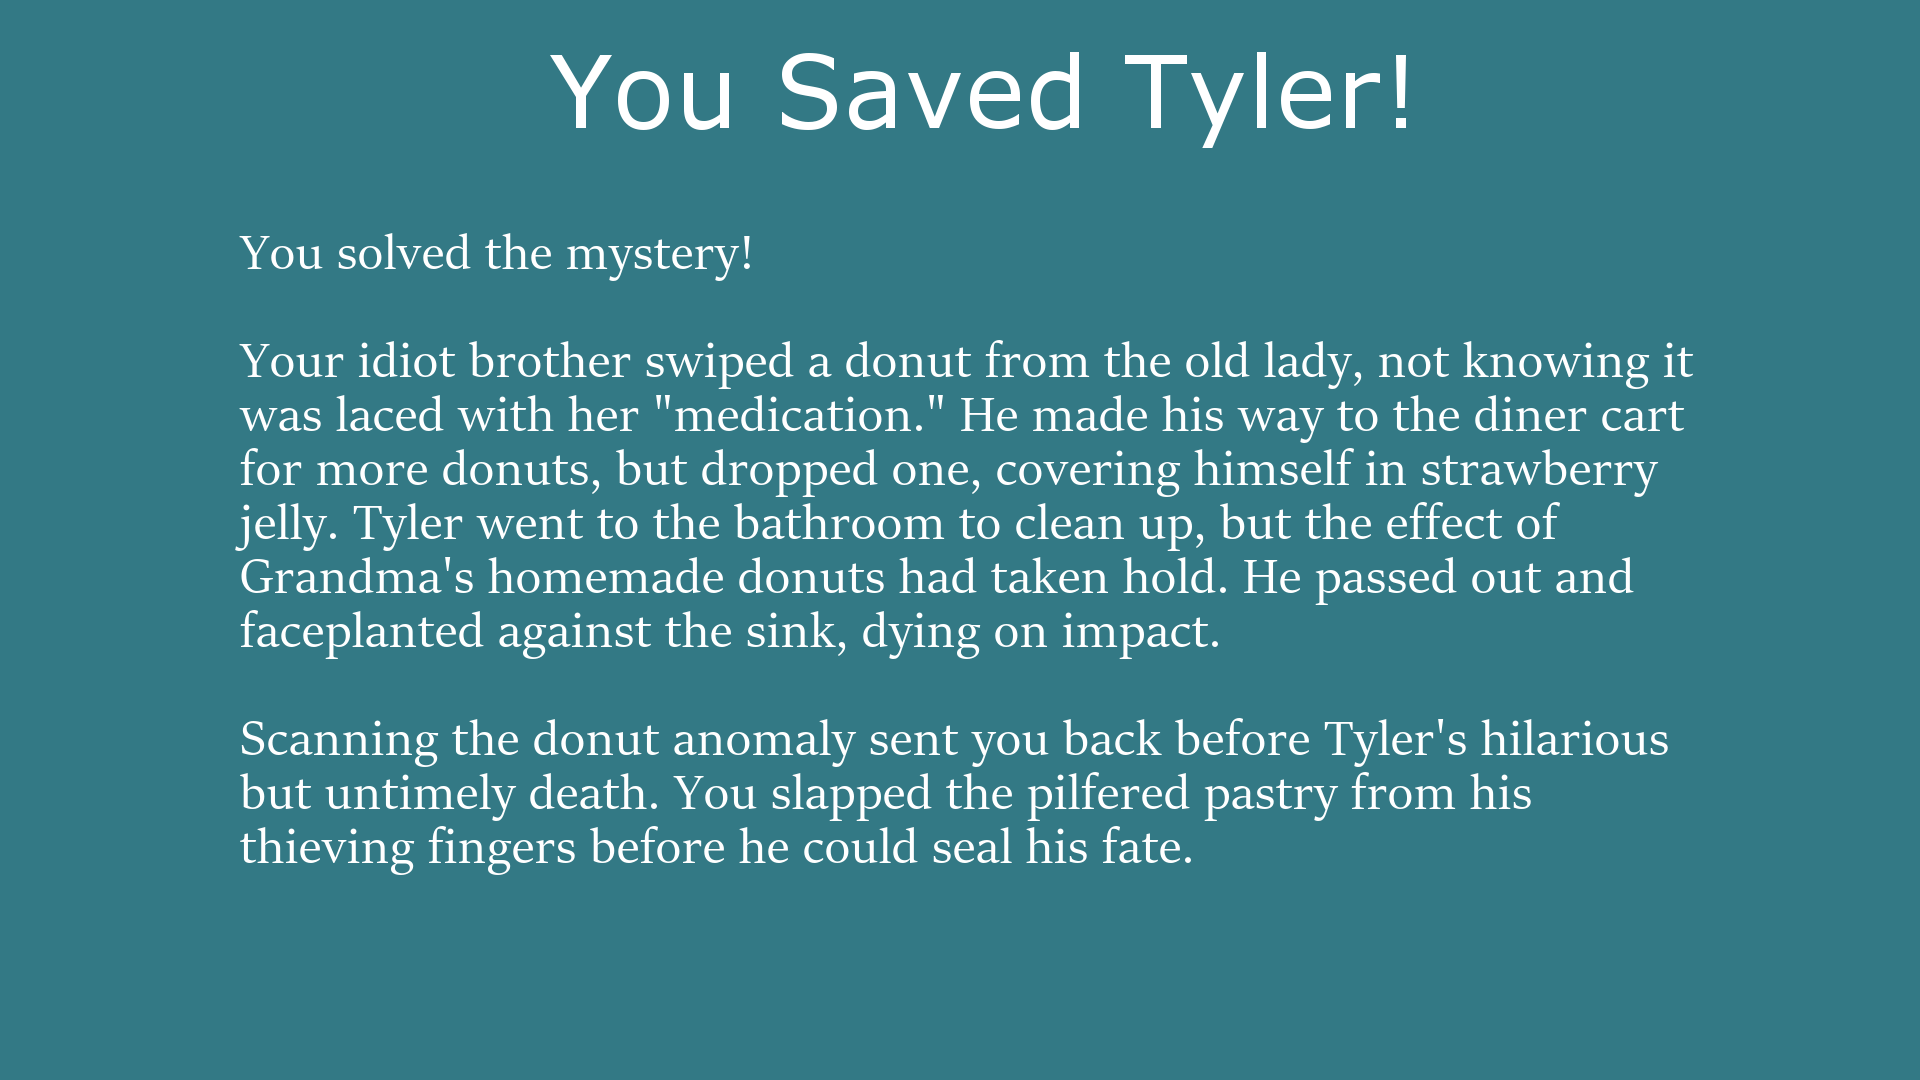 You Saved Tyler!
You solved the mystery!
Your idiot brother swiped a donut from the old lady, not knowing it
was laced with her "medication." He made his way to the diner cart
for more donuts, but dropped one, covering himself in strawberry
jelly. Tyler went to the bathroom to clean up, but the effect of
Grandma's homemade donuts had taken hold. He passed out and
faceplanted against the sink, dying on impact.
Scanning the donut anomaly sent you back before Tyler's hilarious
but untimely death. You slapped the pilfered pastry from his
thieving fingers before he could seal his fate.